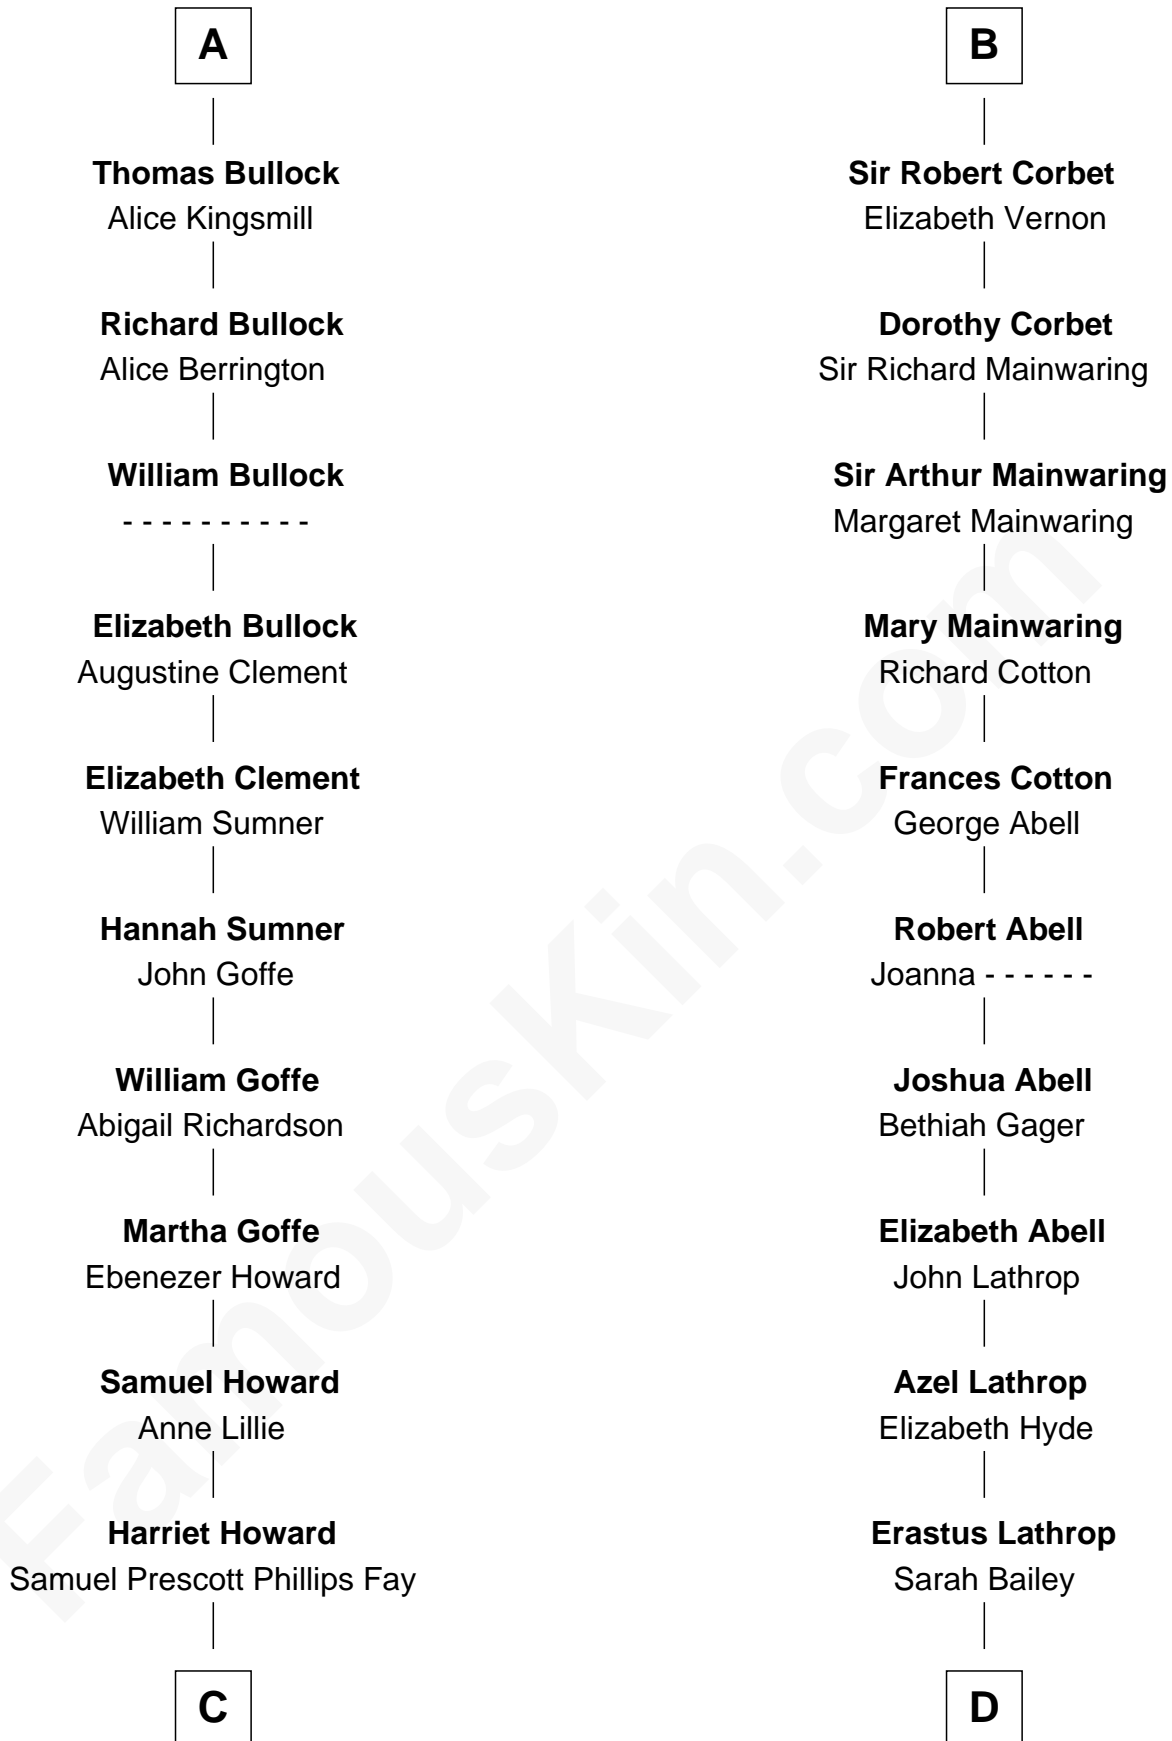 A
Thomas Bullock
Alice Kingsmill
Richard Bullock
Alice Berrington
William Bullock
- - - - - - - - - -
Elizabeth Bullock
Augustine Clement
Elizabeth Clement
William Sumner
Hannah Sumner
John Goffe
William Goffe
Abigail Richardson
Martha Goffe
Ebenezer Howard
Samuel Howard
Anne Lillie
Harriet Howard
Samuel Prescott Phillips Fay
C
B
Sir Robert Corbet
Elizabeth Vernon
Dorothy Corbet
Sir Richard Mainwaring
Sir Arthur Mainwaring
Margaret Mainwaring
Mary Mainwaring
Richard Cotton
Frances Cotton
George Abell
Robert Abell
Joanna - - - - - -
Joshua Abell
Bethiah Gager
Elizabeth Abell
John Lathrop
Azel Lathrop
Elizabeth Hyde
Erastus Lathrop
Sarah Bailey
D
FamousKin.com